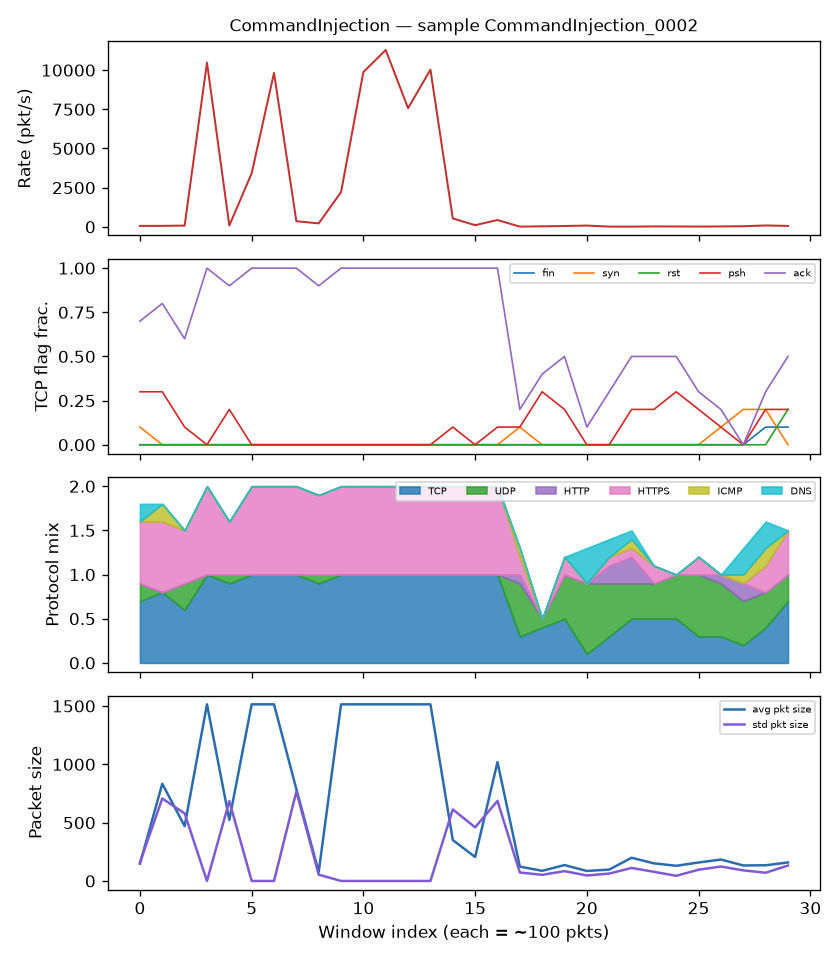 CommandInjection — sample CommandInjection_0002
Rate (pkt/s)
10000
7500
5000
2500
0
TCP flag frac.
1.00
0.75
0.50
0.25
0.00
fin syn rst psh ack
Protocol mix
2.0
1.5
1.0
0.5
0.0
TCP UDP HTTP HTTPS ICMP DNS
Packet size
1500
1000
500
0
avg pkt size
std pkt size
0 5 10 15 20 25 30
Window index (each = ~100 pkts)